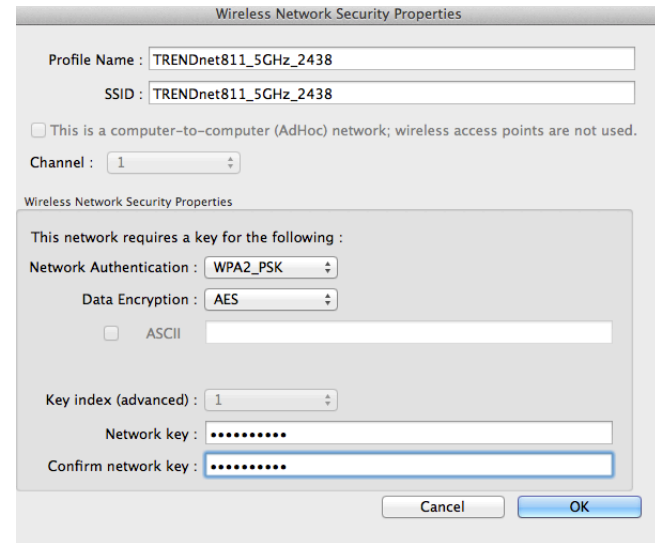 Wireless Network Security Properties
Profile Name : TRENDnet811_5GHz_2438
SSID : TRENDnet811_5GHz_2438
This is a computer-to-computer (AdHoc) network; wireless access points are not used.
Channel : 1
Wireless Network Security Properties
This network requires a key for the following :
Network Authentication : WPA2_PSK
Data Encryption : AES
ASCII
Key index (advanced) : 1
Network key : ••••••••••
Confirm network key : ••••••••••
Cancel OK